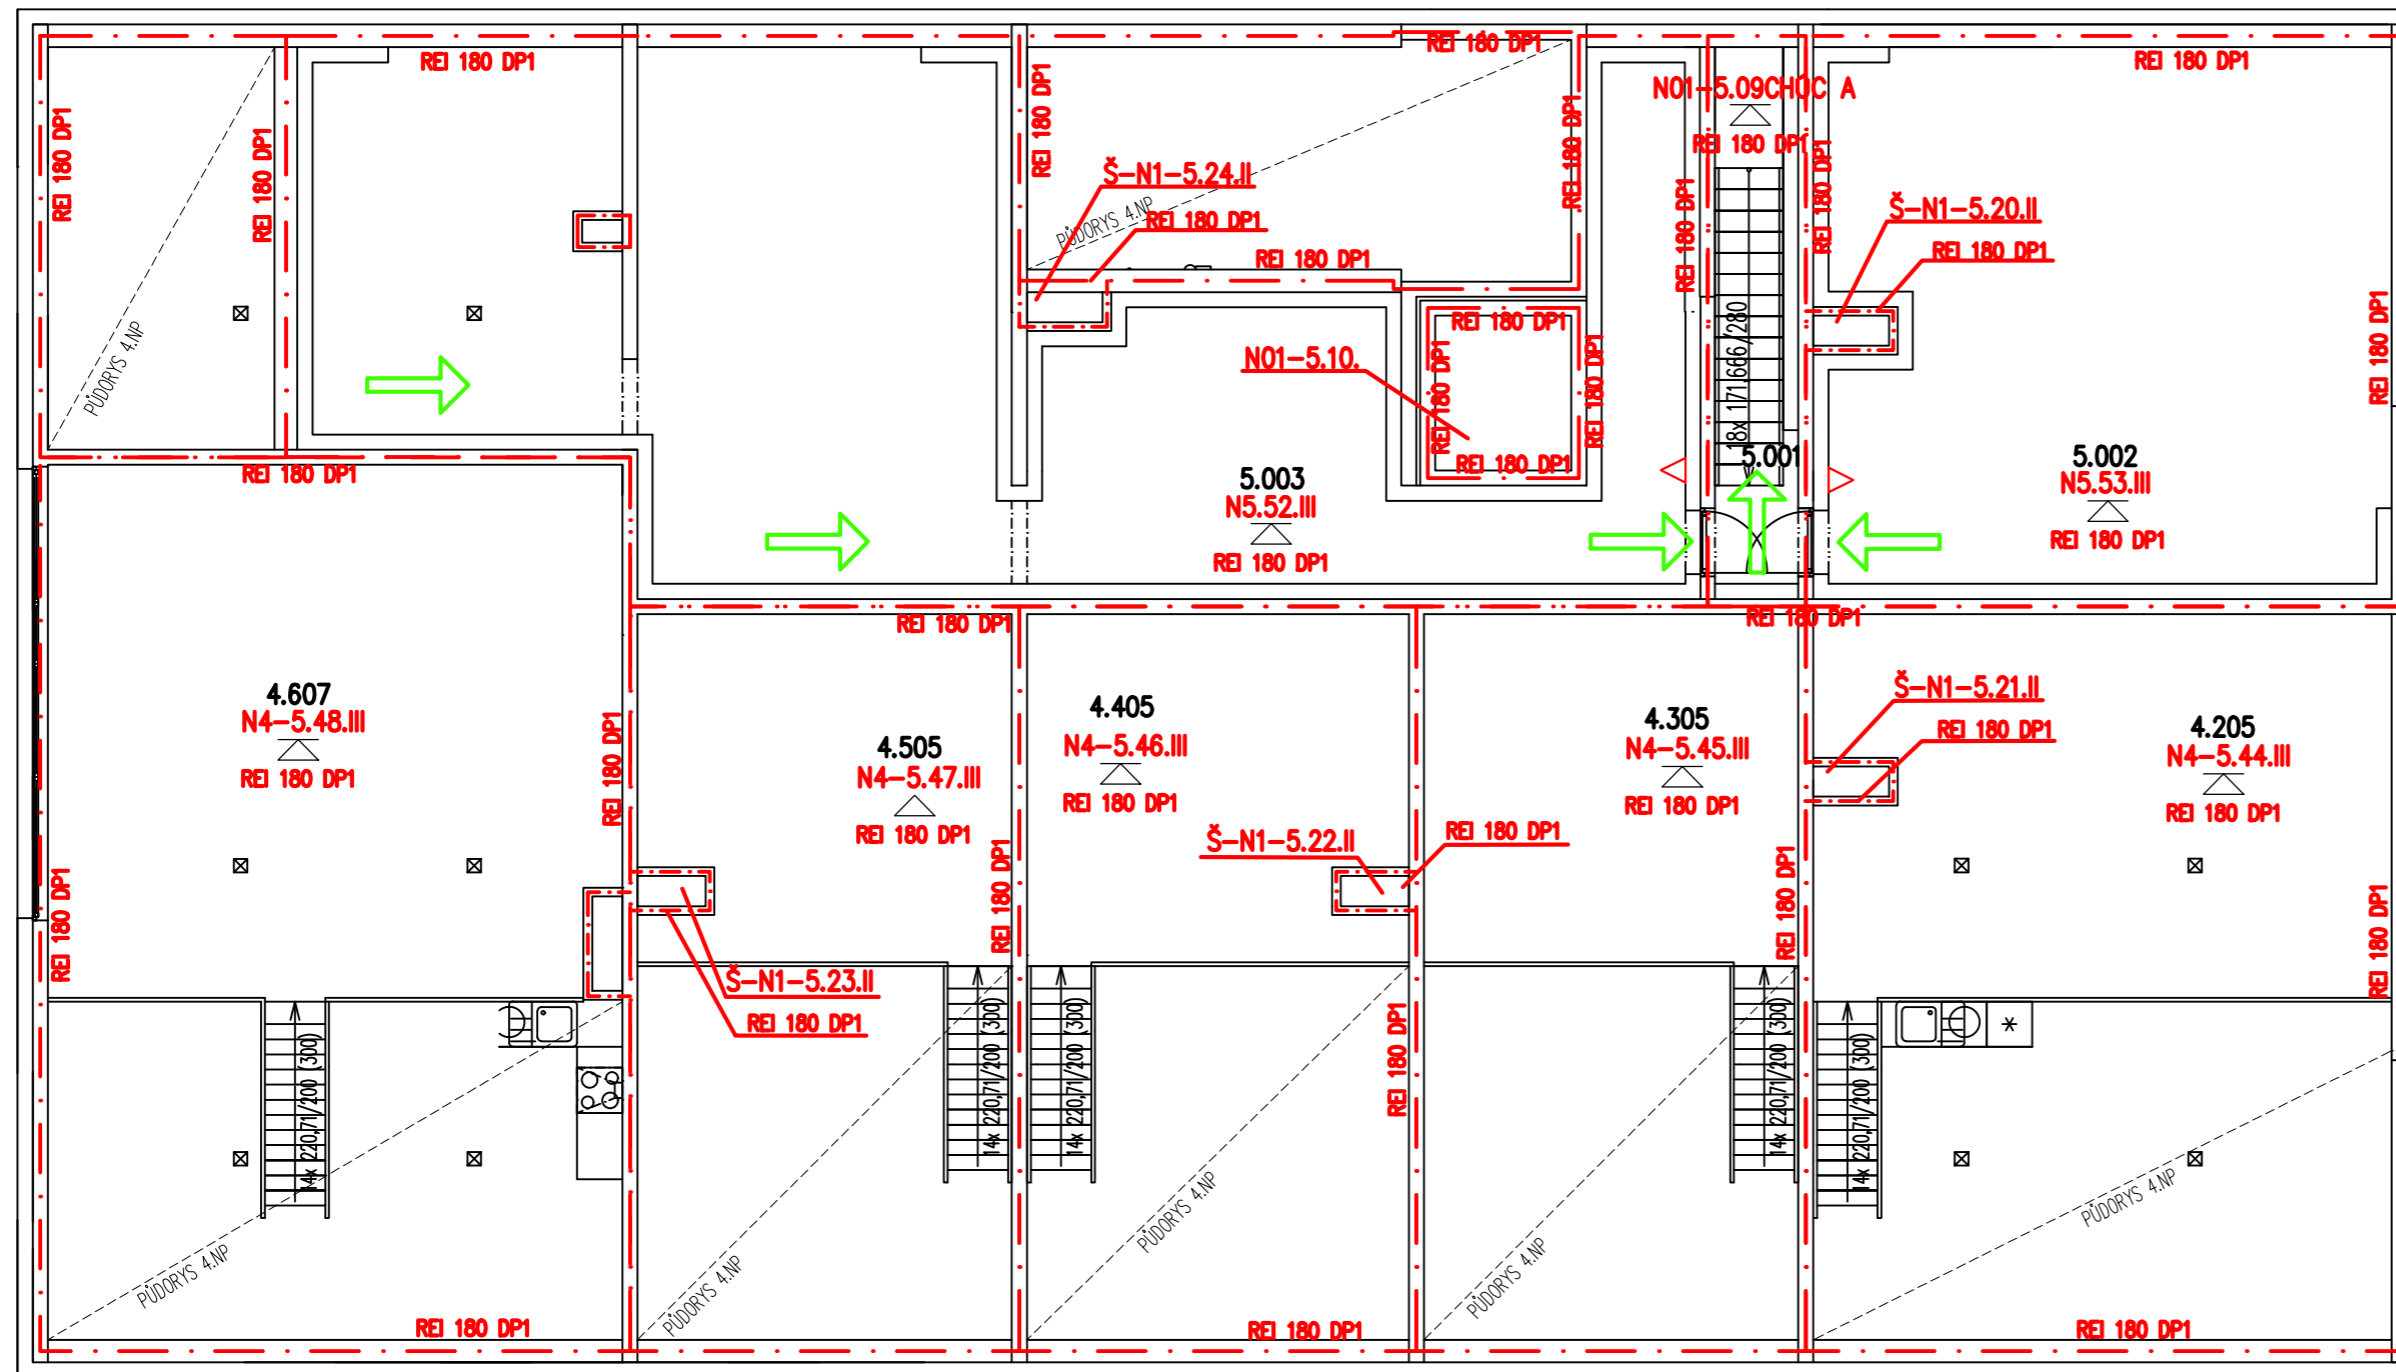 REI 180 DP1
REI 180 DP1
REI 180 DP1
REI 180 DP1
REI 180 DP1
REI 180 DP1
REI 180 DP1
N01-5.09CHÚC A
REI 180 DP1
REI 180 DP1
REI 180 DP1
Š-N1-5.24.II
REI 180 DP1
PŮDORYS 4.NP
REI 180 DP1
Š-N1-5.20.II
REI 180 DP1
PŮDORYS 4.NP
REI 180 DP1
N01-5.10.
REI 180 DP1
REI 180 DP1
REI 180 DP1
18x 171,666/280
REI 180 DP1
REI 180 DP1
5.003
N5.52.III
REI 180 DP1
5.001
5.002
N5.53.III
REI 180 DP1
REI 180 DP1
REI 180 DP1
4.607
N4-5.48.III
REI 180 DP1
REI 180 DP1
4.505
N4-5.47.III
REI 180 DP1
4.405
N4-5.46.III
REI 180 DP1
4.305
N4-5.45.III
REI 180 DP1
Š-N1-5.21.II
REI 180 DP1
4.205
N4-5.44.III
REI 180 DP1
Š-N1-5.22.II
REI 180 DP1
REI 180 DP1
REI 180 DP1
REI 180 DP1
REI 180 DP1
Š-N1-5.23.II
REI 180 DP1
REI 180 DP1
14x 220,71/200 (300)
14x 220,71/200 (300)
14x 220,71/200 (300)
14x 220,71/200 (300)
14x 220,71/200 (300)
PŮDORYS 4.NP
PŮDORYS 4.NP
PŮDORYS 4.NP
PŮDORYS 4.NP
PŮDORYS 4.NP
REI 180 DP1
REI 180 DP1
REI 180 DP1